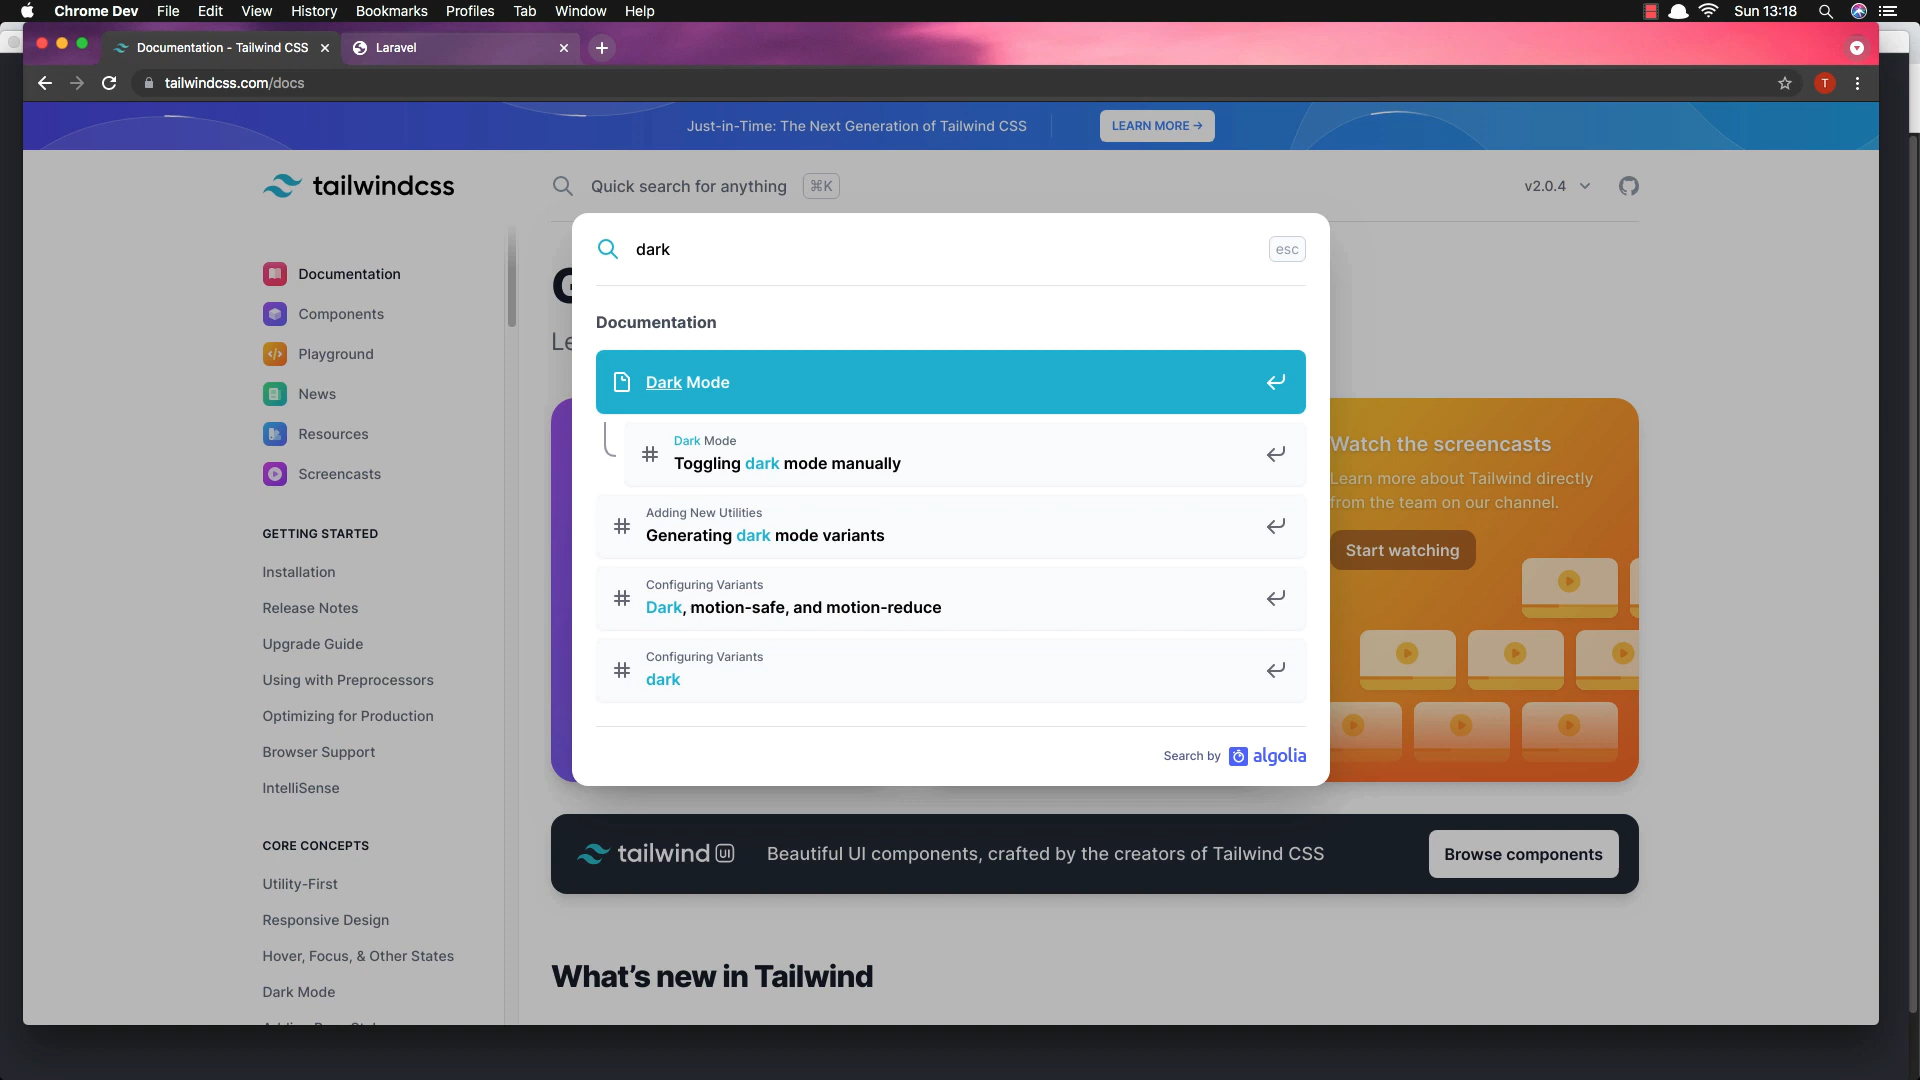 Chrome Dev File Edit View History Bookmarks Profiles Tab Window Help Sun 13:18
Documentation - Tailwind CSS Laravel
tailwindcss.com/docs T
Just-in-Time: The Next Generation of Tailwind CSS LEARN MORE →
tailwindcss Quick search for anything ⌘K v2.0.4
dark esc
Documentation
Dark Mode
Dark Mode
Toggling dark mode manually
Adding New Utilities
Generating dark mode variants
Configuring Variants
Dark, motion-safe, and motion-reduce
Configuring Variants
dark
Search by algolia
Documentation
Components
Playground
News
Resources
Screencasts
GETTING STARTED
Installation
Release Notes
Upgrade Guide
Using with Preprocessors
Optimizing for Production
Browser Support
IntelliSense
CORE CONCEPTS
Utility-First
Responsive Design
Hover, Focus, & Other States
Dark Mode
Watch the screencasts
Learn more about Tailwind directly
from the team on our channel.
Start watching
tailwind UI Beautiful UI components, crafted by the creators of Tailwind CSS Browse components
What's new in Tailwind